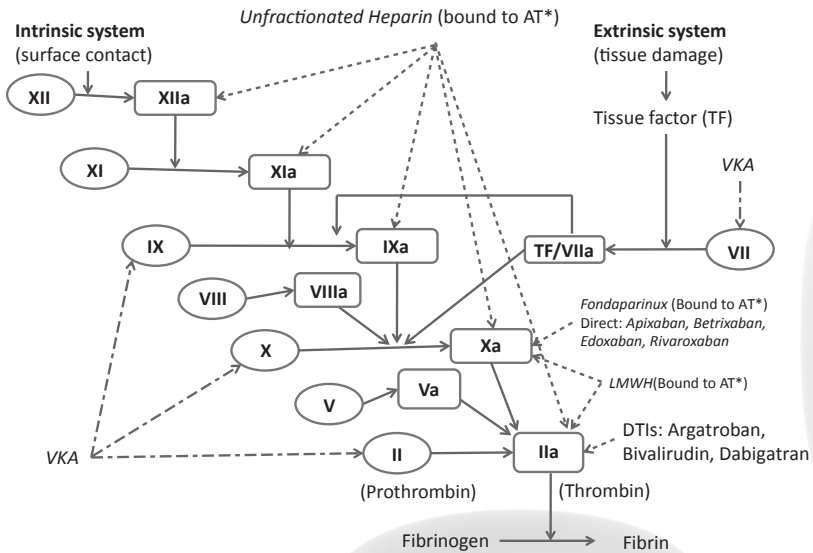 Unfractionated Heparin (bound to AT*)
Intrinsic system
(surface contact)
Extrinsic system
(tissue damage)
XII
XIIa
Tissue factor (TF)
XI
XIa
VKA
IX
IXa
TF/VIIa
VII
VIII
VIIIa
Fondaparinux (Bound to AT*)
Direct: Apixaban, Betrixaban,
Edoxaban, Rivaroxaban
X
Xa
LMWH(Bound to AT*)
V
Va
DTIs: Argatroban,
Bivalirudin, Dabigatran
VKA
II
IIa
(Prothrombin)
(Thrombin)
Fibrinogen
Fibrin